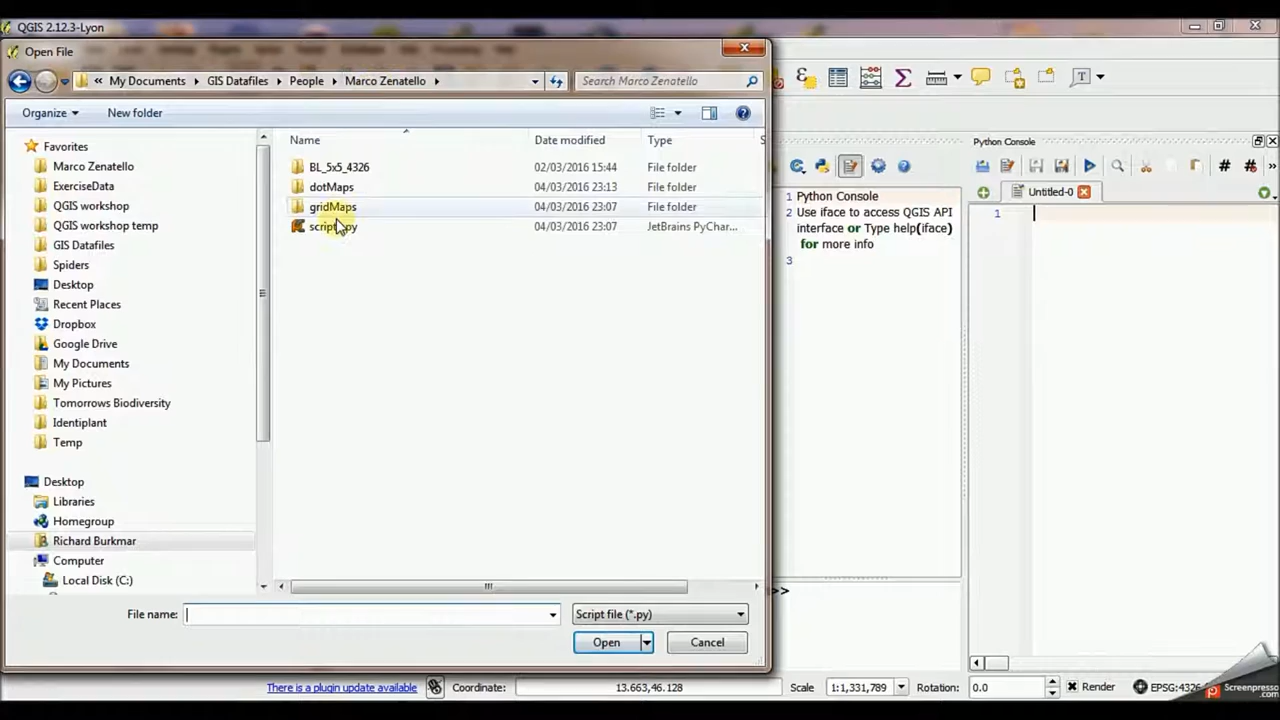 QGIS 2.12.3-Lyon
Open File
« My Documents GIS Datafiles People Marco Zenatello
Search Marco Zenatello
Organize New folder
Name Date modified Type S
Favorites
Marco Zenatello
ExerciseData
QGIS workshop
QGIS workshop temp
GIS Datafiles
Spiders
Desktop
Recent Places
Dropbox
Google Drive
My Documents
My Pictures
Tomorrows Biodiversity
Identiplant
Temp
Desktop
Libraries
Homegroup
Richard Burkmar
Computer
Local Disk (C:)
BL_5x5_4326 02/03/2016 15:44 File folder
dotMaps 04/03/2016 23:13 File folder
gridMaps 04/03/2016 23:07 File folder
04/03/2016 23:07 JetBrains PyChar...
File name: Script file (*.py)
Open Cancel
Python Console
Untitled-0
1 Python Console
2 Use iface to access QGIS API
interface or Type help(iface)
for more info
3
1
>>
There is a plugin update available
Coordinate: 13.663,46.128 Scale 1:1,331,789 Rotation: 0.0 Render EPSG:4326
Screenpresso
.com